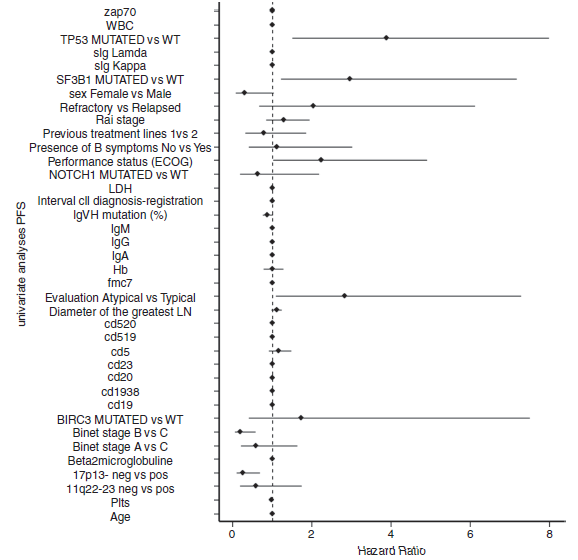 zap70
WBC
TP53 MUTATED vs WT
sIg Lamda
sIg Kappa
SF3B1 MUTATED vs WT
sex Female vs Male
Refractory vs Relapsed
Rai stage
Previous treatment lines 1vs 2
Presence of B symptoms No vs Yes
Performance status (ECOG)
NOTCH1 MUTATED vs WT
LDH
Interval cll diagnosis-registration
IgVH mutation (%)
IgM
IgG
IgA
Hb
fmc7
Evaluation Atypical vs Typical
Diameter of the greatest LN
cd520
cd519
cd5
cd23
cd20
cd1938
cd19
BIRC3 MUTATED vs WT
Binet stage B vs C
Binet stage A vs C
Beta2microglobuline
17p13- neg vs pos
11q22-23 neg vs pos
Plts
Age
univariate analyses PFS
0 2 4 6 8
Hazard Ratio